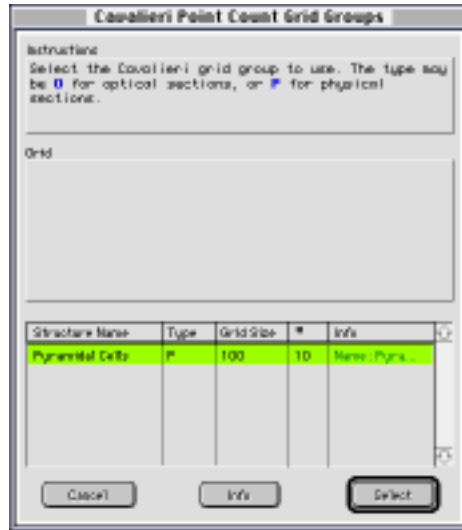 Cavalieri Point Count Grid Groups
Instructions
Select the Cavalieri grid group to use. The type may
be O for optical sections, or P for physical
sections.
Grid
Structure Name Type Grid Size # Info
Pyramidal Cells P 100 10 Name:Pyra...
Cancel Info Select